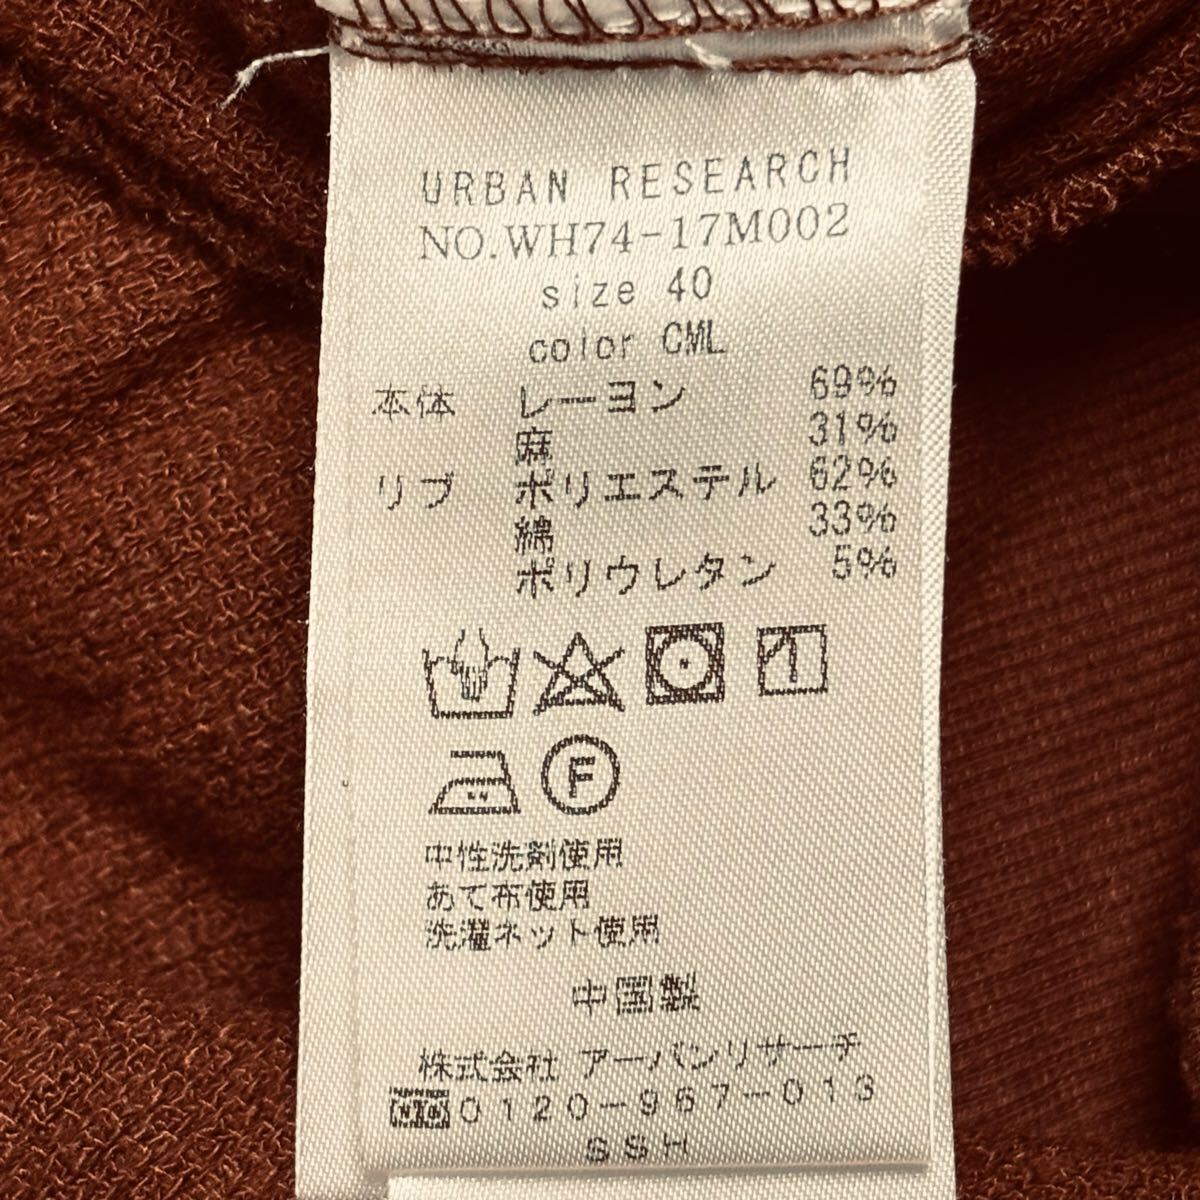 URBAN RESEARCH
NO.WH74-17M002
size 40
color CML
本体 レーヨン 69%
麻 31%
リブ ポリエステル 62%
綿 33%
ポリウレタン 5%
F
中性洗剤使用
あて布使用
洗濯ネット使用
中国製
株式会社 アーバンリサーチ
0120-967-013
SSH